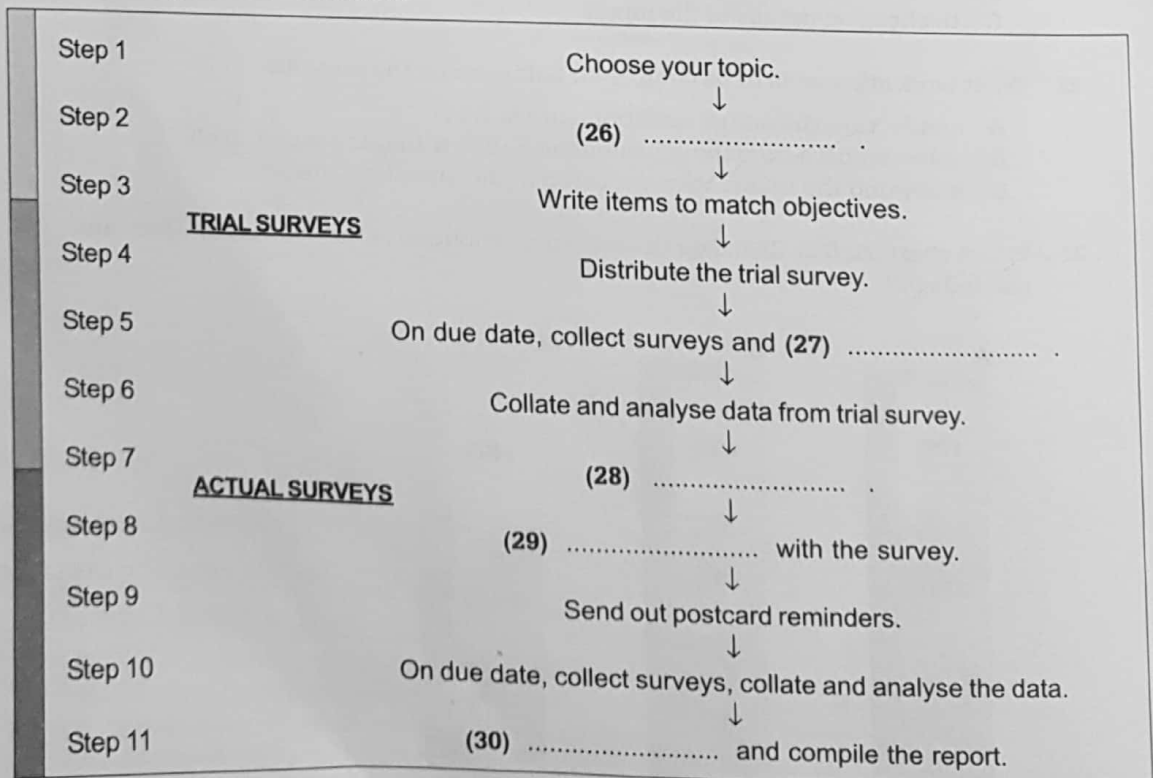 Step 1 Choose your topic.
↓
Step 2 (26) .............................. .
↓
Step 3 Write items to match objectives.
TRIAL SURVEYS
↓
Step 4 Distribute the trial survey.
↓
Step 5 On due date, collect surveys and (27) .............................. .
↓
Step 6 Collate and analyse data from trial survey.
↓
Step 7 (28) .............................. .
ACTUAL SURVEYS
↓
Step 8 (29) .............................. with the survey.
↓
Step 9 Send out postcard reminders.
↓
Step 10 On due date, collect surveys, collate and analyse the data.
↓
Step 11 (30) .............................. and compile the report.